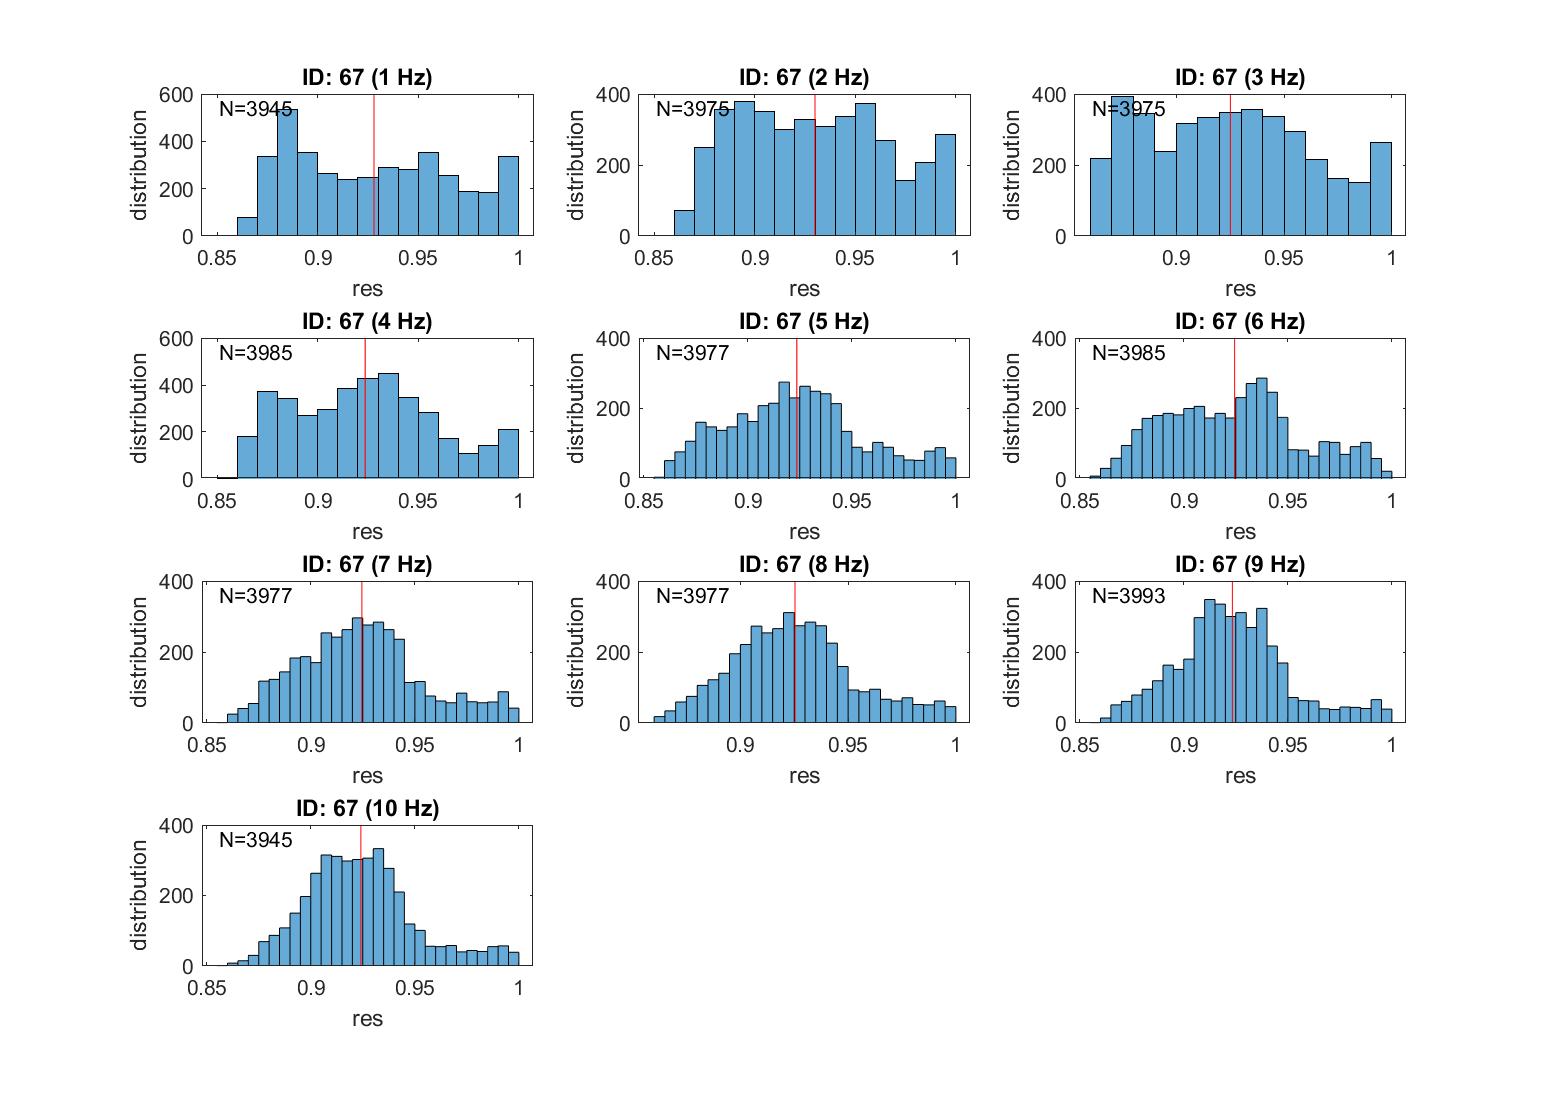 ID: 67 (1 Hz)
N=3945
600
400
200
0
distribution
0.85 0.9 0.95 1
res
ID: 67 (2 Hz)
N=3975
400
200
0
distribution
0.85 0.9 0.95 1
res
ID: 67 (3 Hz)
N=3975
400
200
0
distribution
0.9 0.95 1
res
ID: 67 (4 Hz)
N=3985
600
400
200
0
distribution
0.85 0.9 0.95 1
res
ID: 67 (5 Hz)
N=3977
400
200
0
distribution
0.85 0.9 0.95 1
res
ID: 67 (6 Hz)
N=3985
400
200
0
distribution
0.85 0.9 0.95 1
res
ID: 67 (7 Hz)
N=3977
400
200
0
distribution
0.85 0.9 0.95 1
res
ID: 67 (8 Hz)
N=3977
400
200
0
distribution
0.9 0.95 1
res
ID: 67 (9 Hz)
N=3993
400
200
0
distribution
0.85 0.9 0.95 1
res
ID: 67 (10 Hz)
N=3945
400
200
0
distribution
0.85 0.9 0.95 1
res